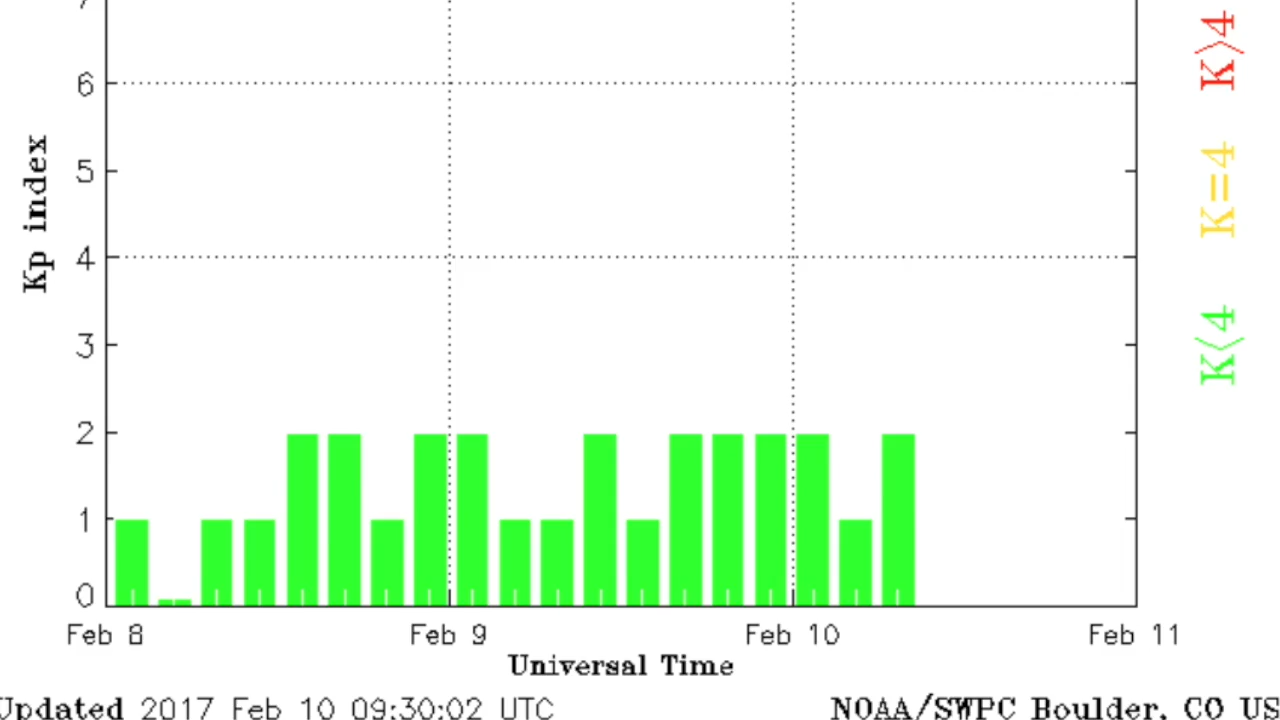 7
6
5
4
3
2
1
0
Kp index
Feb 8 Feb 9 Feb 10 Feb 11
Universal Time
Updated 2017 Feb 10 09:30:02 UTC
NOAA/SWPC Boulder, CO US
K>4
K=4
K<4